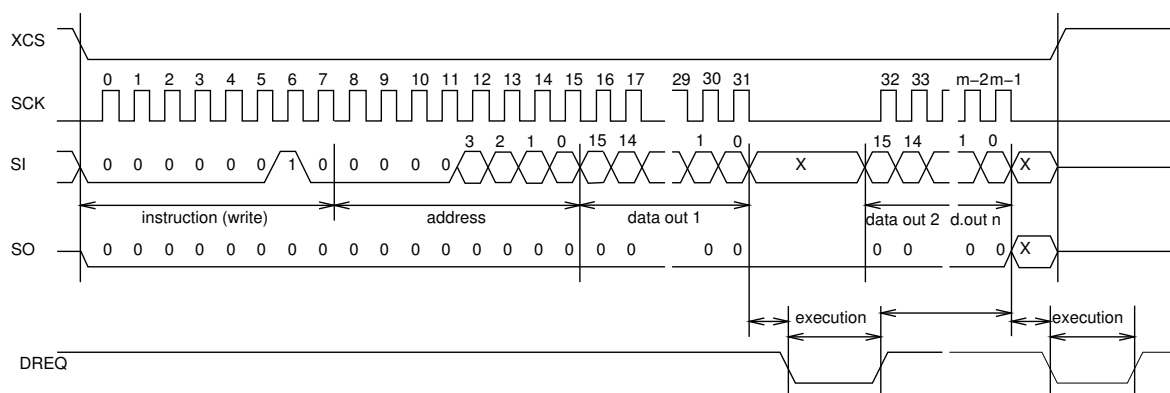 XCS
0 1 2 3 4 5 6 7 8 9 10 11 12 13 14 15 16 17 29 30 31 32 33 m−2 m−1
SCK
3 2 1 0 15 14 1 0 15 14 1 0
SI 0 0 0 0 0 0 1 0 0 0 0 0 X X
instruction (write) address data out 1 data out 2 d.out n
SO 0 0 0 0 0 0 0 0 0 0 0 0 0 0 0 0 0 0 0 0 0 0 0 0 X
execution execution
DREQ